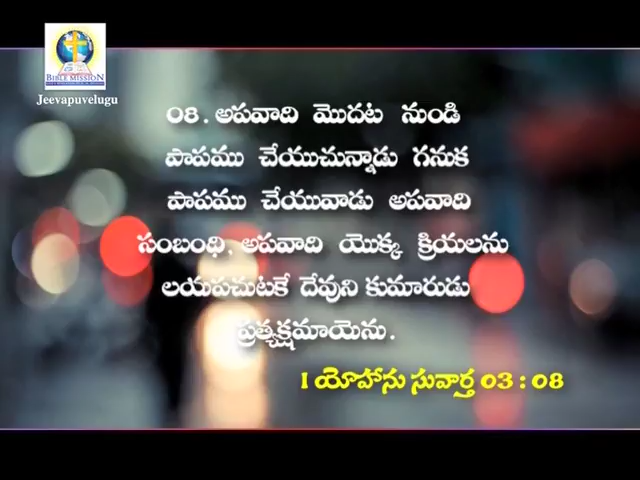 BIBLE MISSION
Jeevapuvelugu
08. అపవాది మొదట నుండి
పాపము చేయుచున్నాడు గనుక
పాపము చేయువాడు అపవాది
సంబంధి, అపవాది యొక్క క్రియలను
లయపచుటకే దేవుని కుమారుడు
ప్రత్యక్షమాయెను.
I యోహాను సువార్త 03 : 08